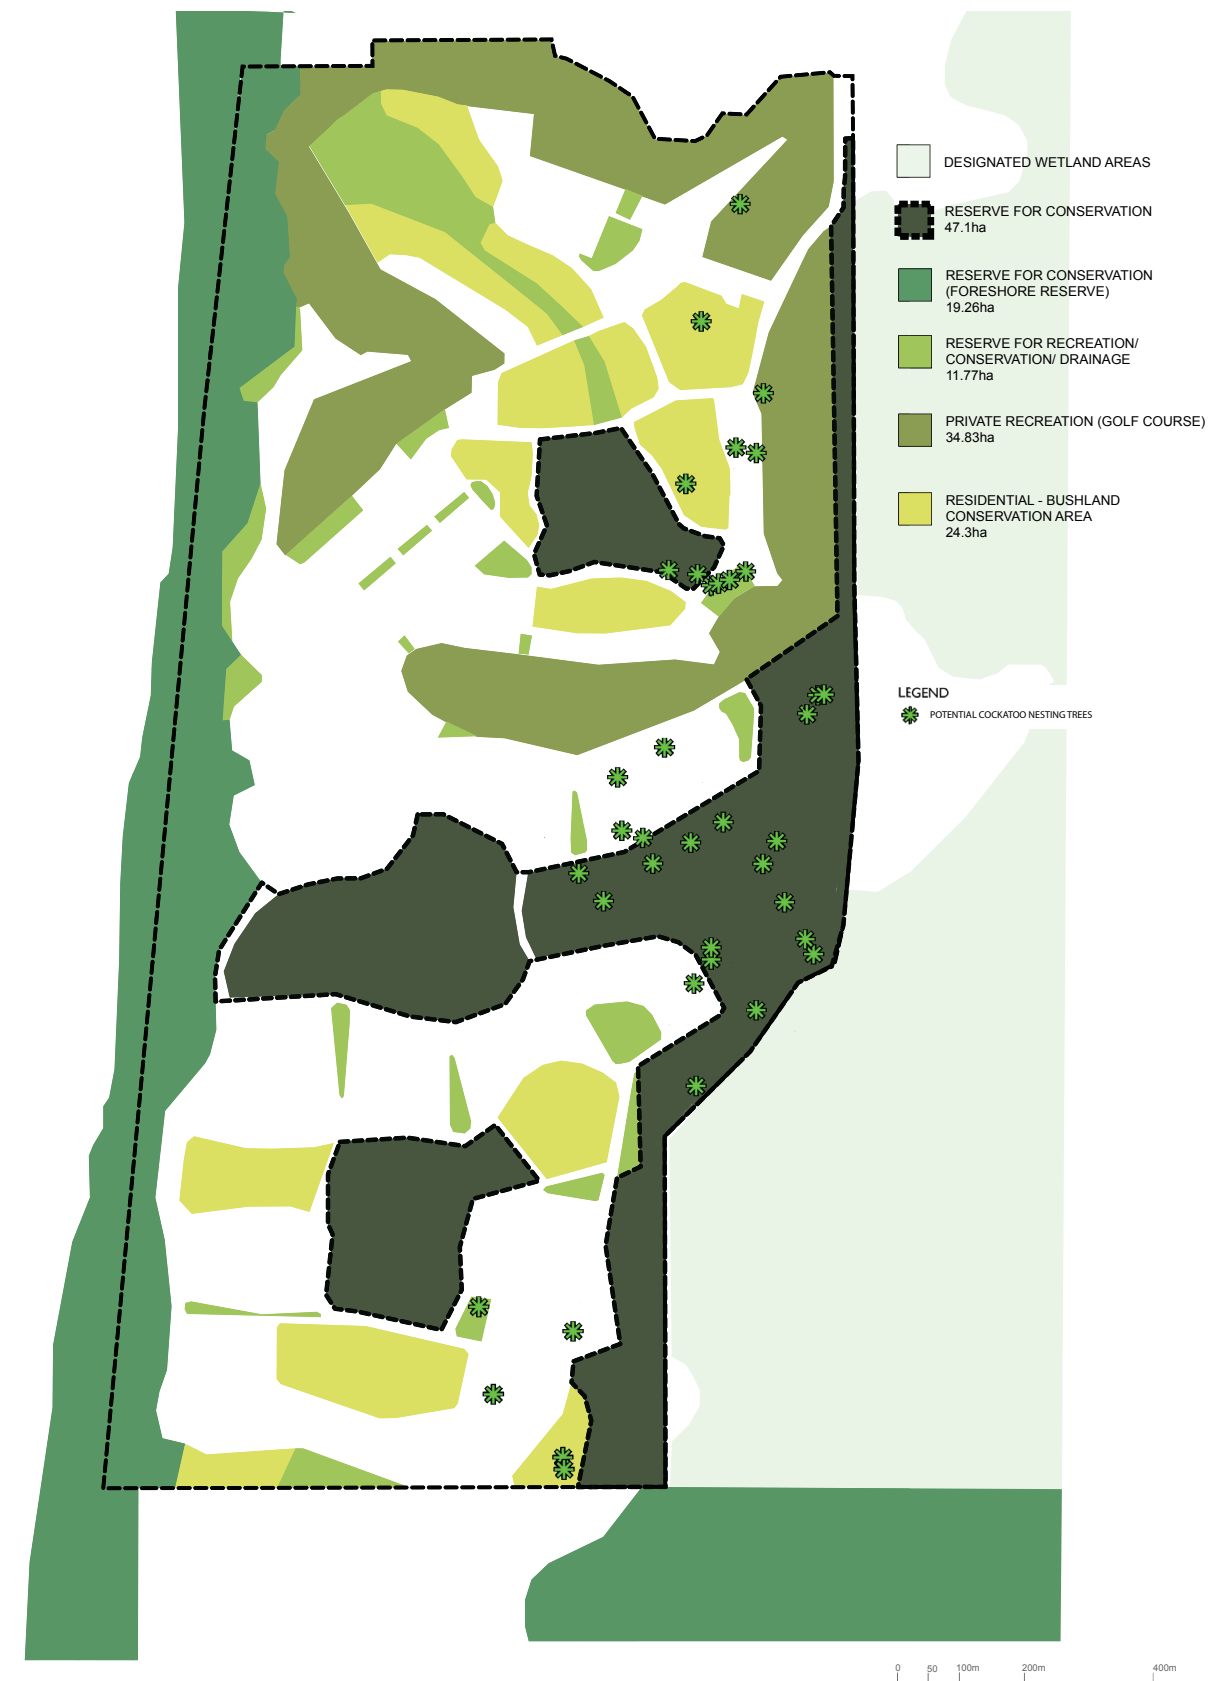 DESIGNATED WETLAND AREAS
RESERVE FOR CONSERVATION
47.1ha
RESERVE FOR CONSERVATION
(FORESHORE RESERVE)
19.26ha
RESERVE FOR RECREATION/
CONSERVATION/ DRAINAGE
11.77ha
PRIVATE RECREATION (GOLF COURSE)
34.83ha
RESIDENTIAL - BUSHLAND
CONSERVATION AREA
24.3ha
LEGEND
POTENTIAL COCKATOO NESTING TREES
0 50 100m 200m 400m